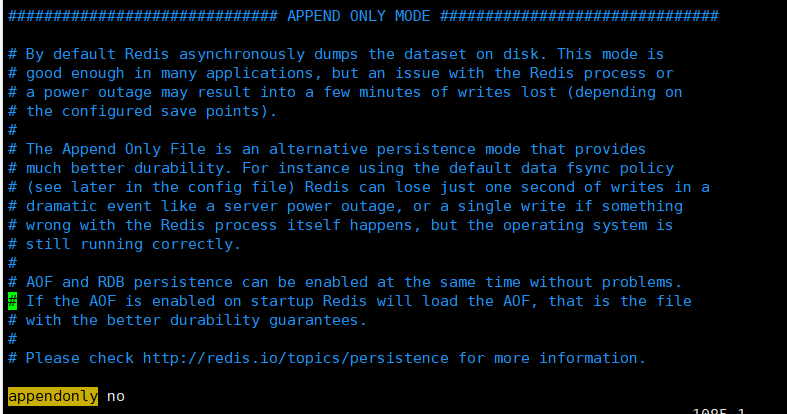 ############################## APPEND ONLY MODE ###############################
# By default Redis asynchronously dumps the dataset on disk. This mode is
# good enough in many applications, but an issue with the Redis process or
# a power outage may result into a few minutes of writes lost (depending on
# the configured save points).
#
# The Append Only File is an alternative persistence mode that provides
# much better durability. For instance using the default data fsync policy
# (see later in the config file) Redis can lose just one second of writes in a
# dramatic event like a server power outage, or a single write if something
# wrong with the Redis process itself happens, but the operating system is
# still running correctly.
#
# AOF and RDB persistence can be enabled at the same time without problems.
# If the AOF is enabled on startup Redis will load the AOF, that is the file
# with the better durability guarantees.
#
# Please check http://redis.io/topics/persistence for more information.
appendonly no